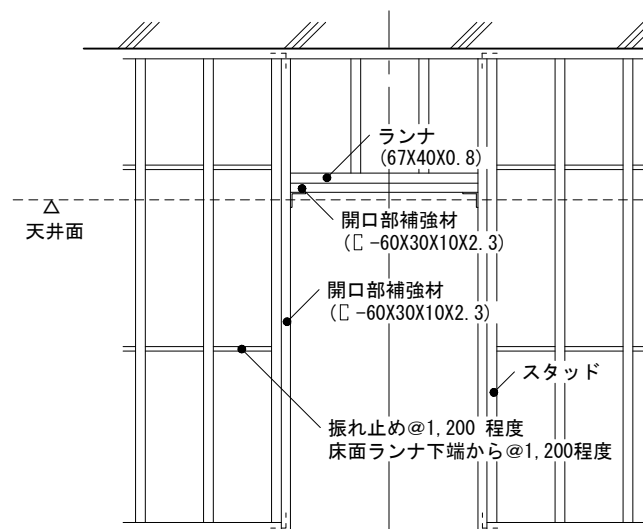 ランナ
(67X40X0.8)
天井面
開口部補強材
(⊏ -60X30X10X2.3)
開口部補強材
(⊏ -60X30X10X2.3)
スタッド
振れ止め@1,200 程度
床面ランナ下端から@1,200程度